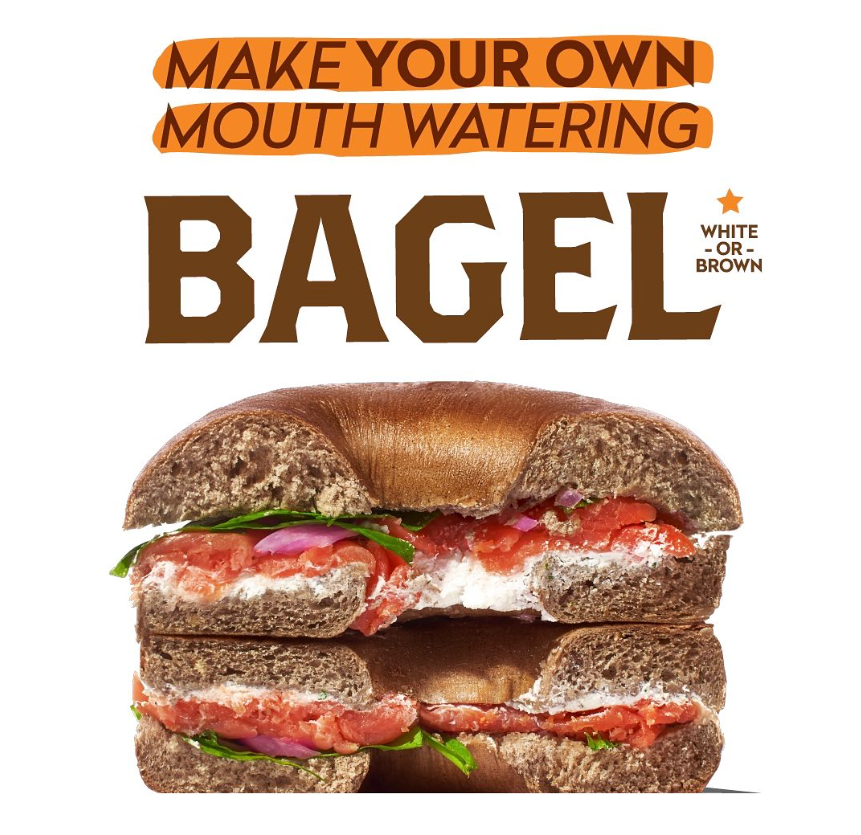 MAKE YOUR OWN
MOUTH WATERING
BAGEL
WHITE
- OR -
BROWN